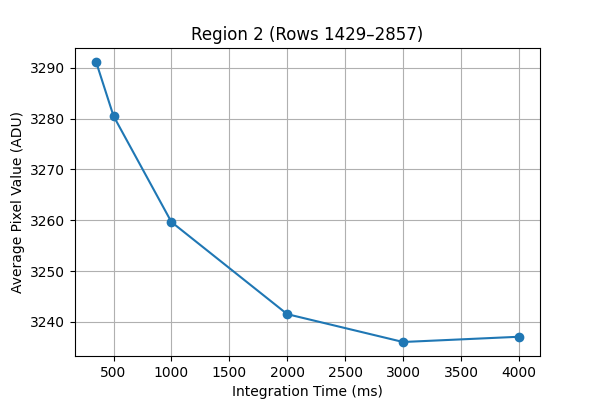 Region 2 (Rows 1429–2857)
Average Pixel Value (ADU)
3290
3280
3270
3260
3250
3240
500 1000 1500 2000 2500 3000 3500 4000
Integration Time (ms)